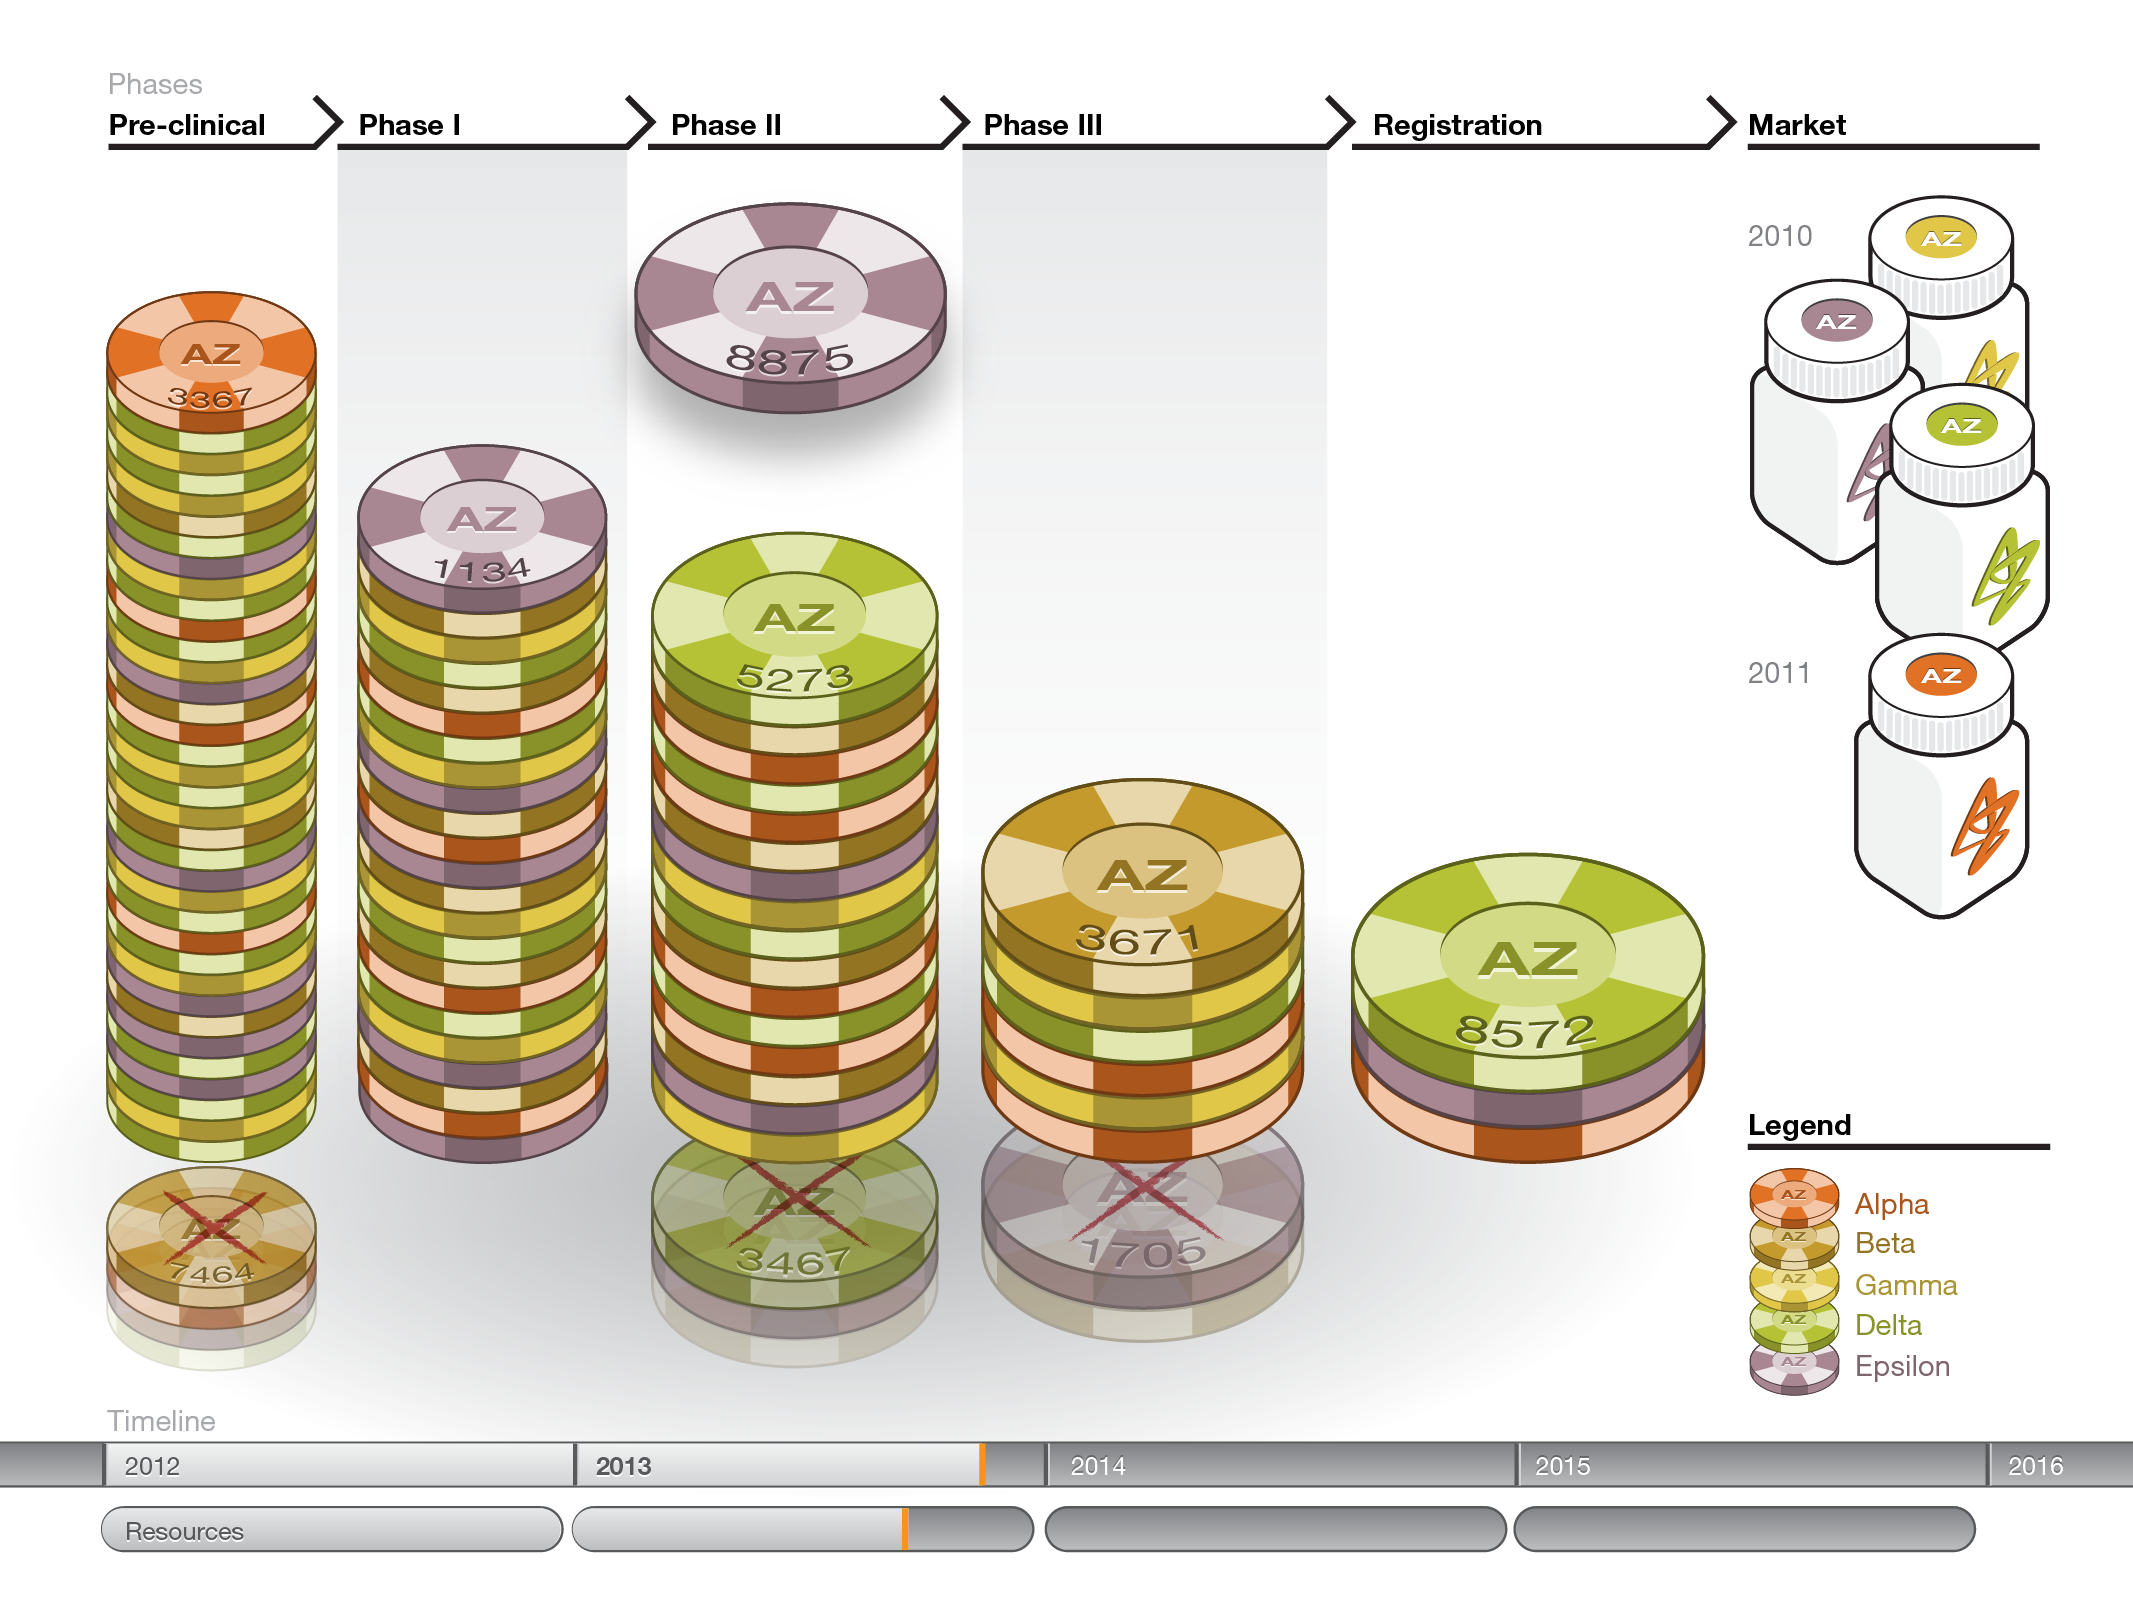 Phases
Pre-clinical
Phase I
Phase II
Phase III
Registration
Market
AZ
3367
AZ
1134
AZ
8875
AZ
5273
AZ
3671
AZ
8572
2010
AZ
AZ
AZ
2011
AZ
AZ
7464
AZ
3467
AZ
1705
Legend
AZ Alpha
AZ Beta
AZ Gamma
AZ Delta
AZ Epsilon
Timeline
2012
2013
2014
2015
2016
Resources